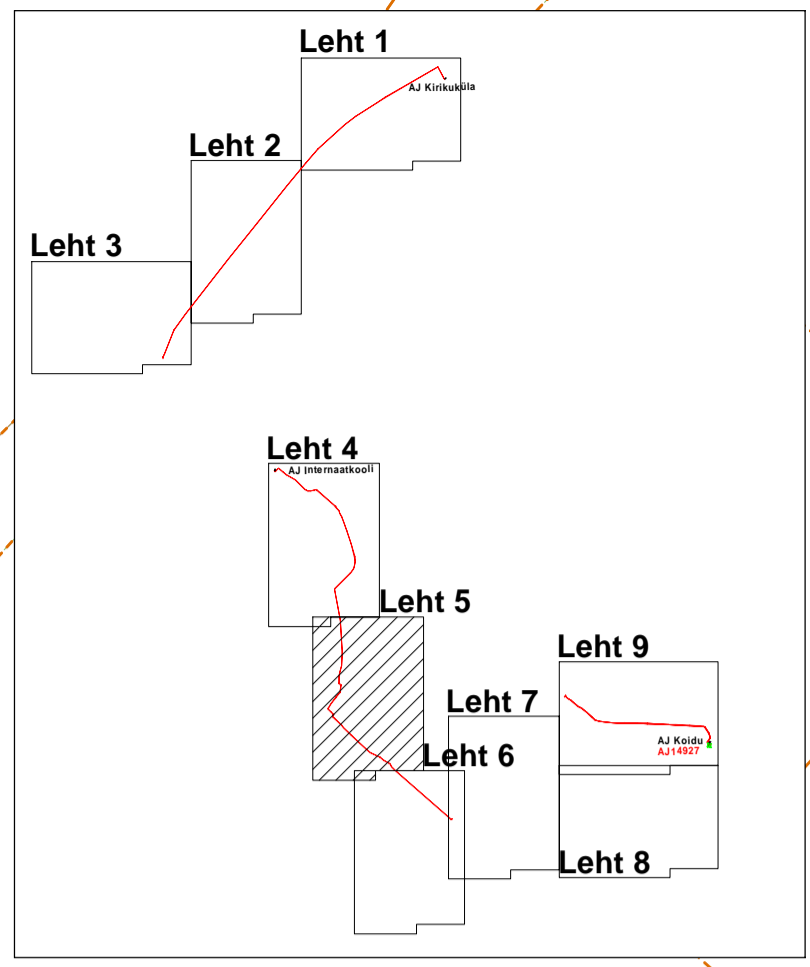 Leht 1
AJ Kirikuküla
Leht 2
Leht 3
Leht 4
AJ Internaatkooli
Leht 5
Leht 9
Leht 7
AJ Koidu
AJ14927
Leht 6
Leht 8